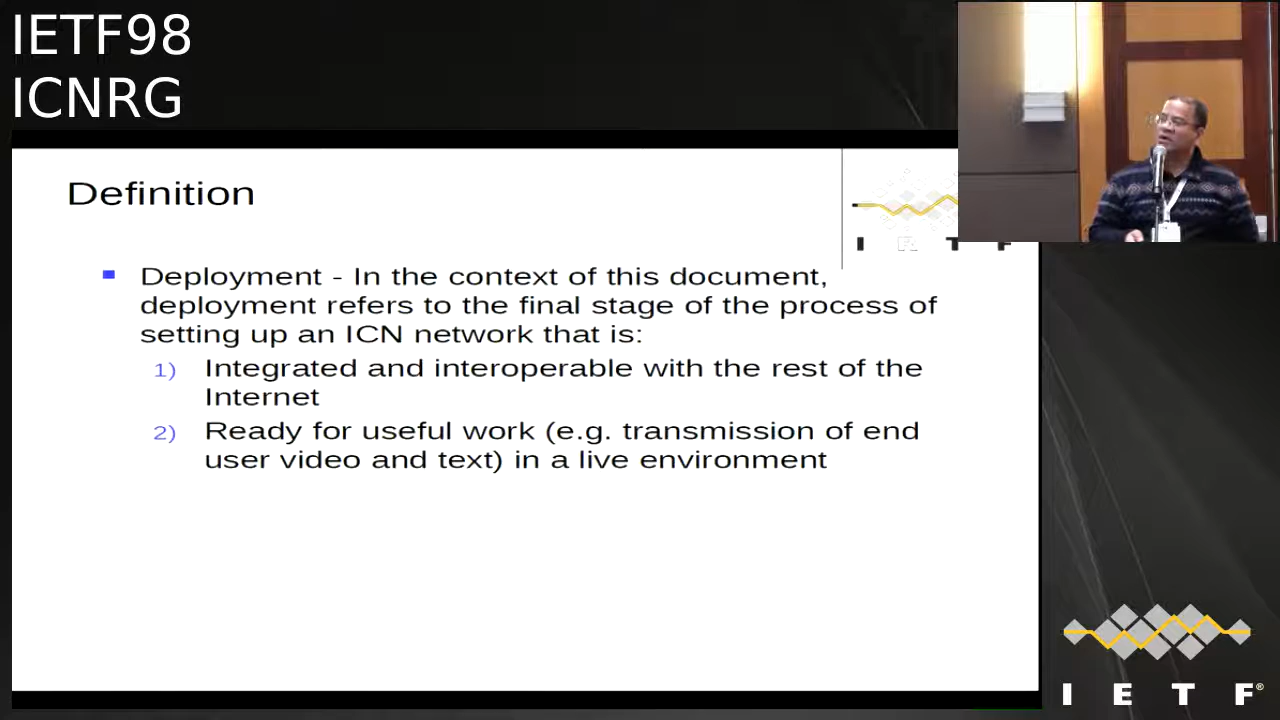 IETF98
ICNRG
Definition
I R T F
Deployment - In the context of this document,
deployment refers to the final stage of the process of
setting up an ICN network that is:
1) Integrated and interoperable with the rest of the
Internet
2) Ready for useful work (e.g. transmission of end
user video and text) in a live environment
I E T F®